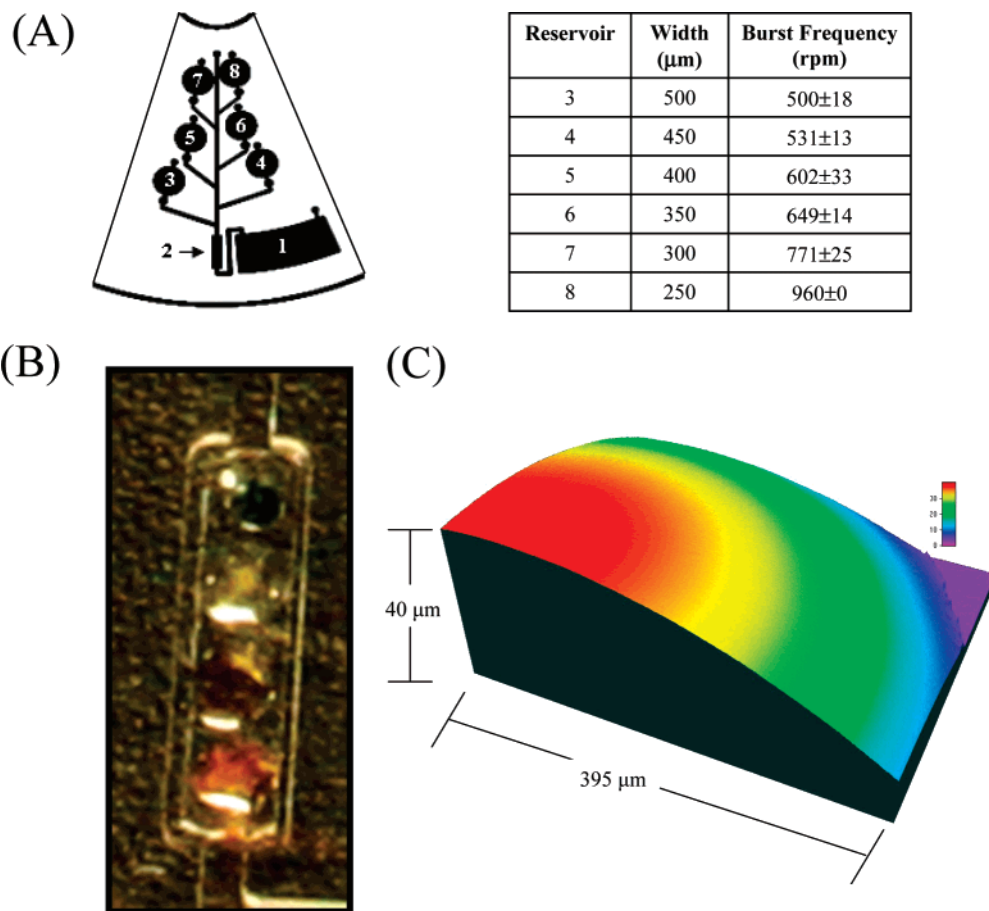 (A)
7
8
5
6
3
4
2
1
Reservoir Width (μm) Burst Frequency (rpm)
3 500 500±18
4 450 531±13
5 400 602±33
6 350 649±14
7 300 771±25
8 250 960±0
(B)
(C)
30
20
10
0
40 μm
395 μm